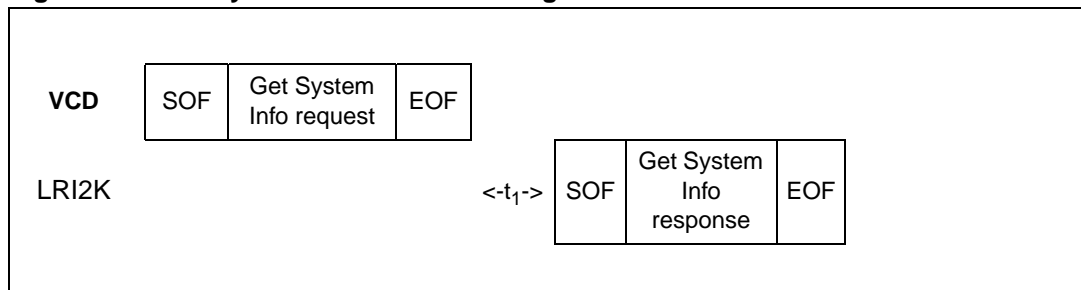 VCD
SOF
Get System
Info request
EOF
LRI2K
<-t1->
SOF
Get System
Info
response
EOF